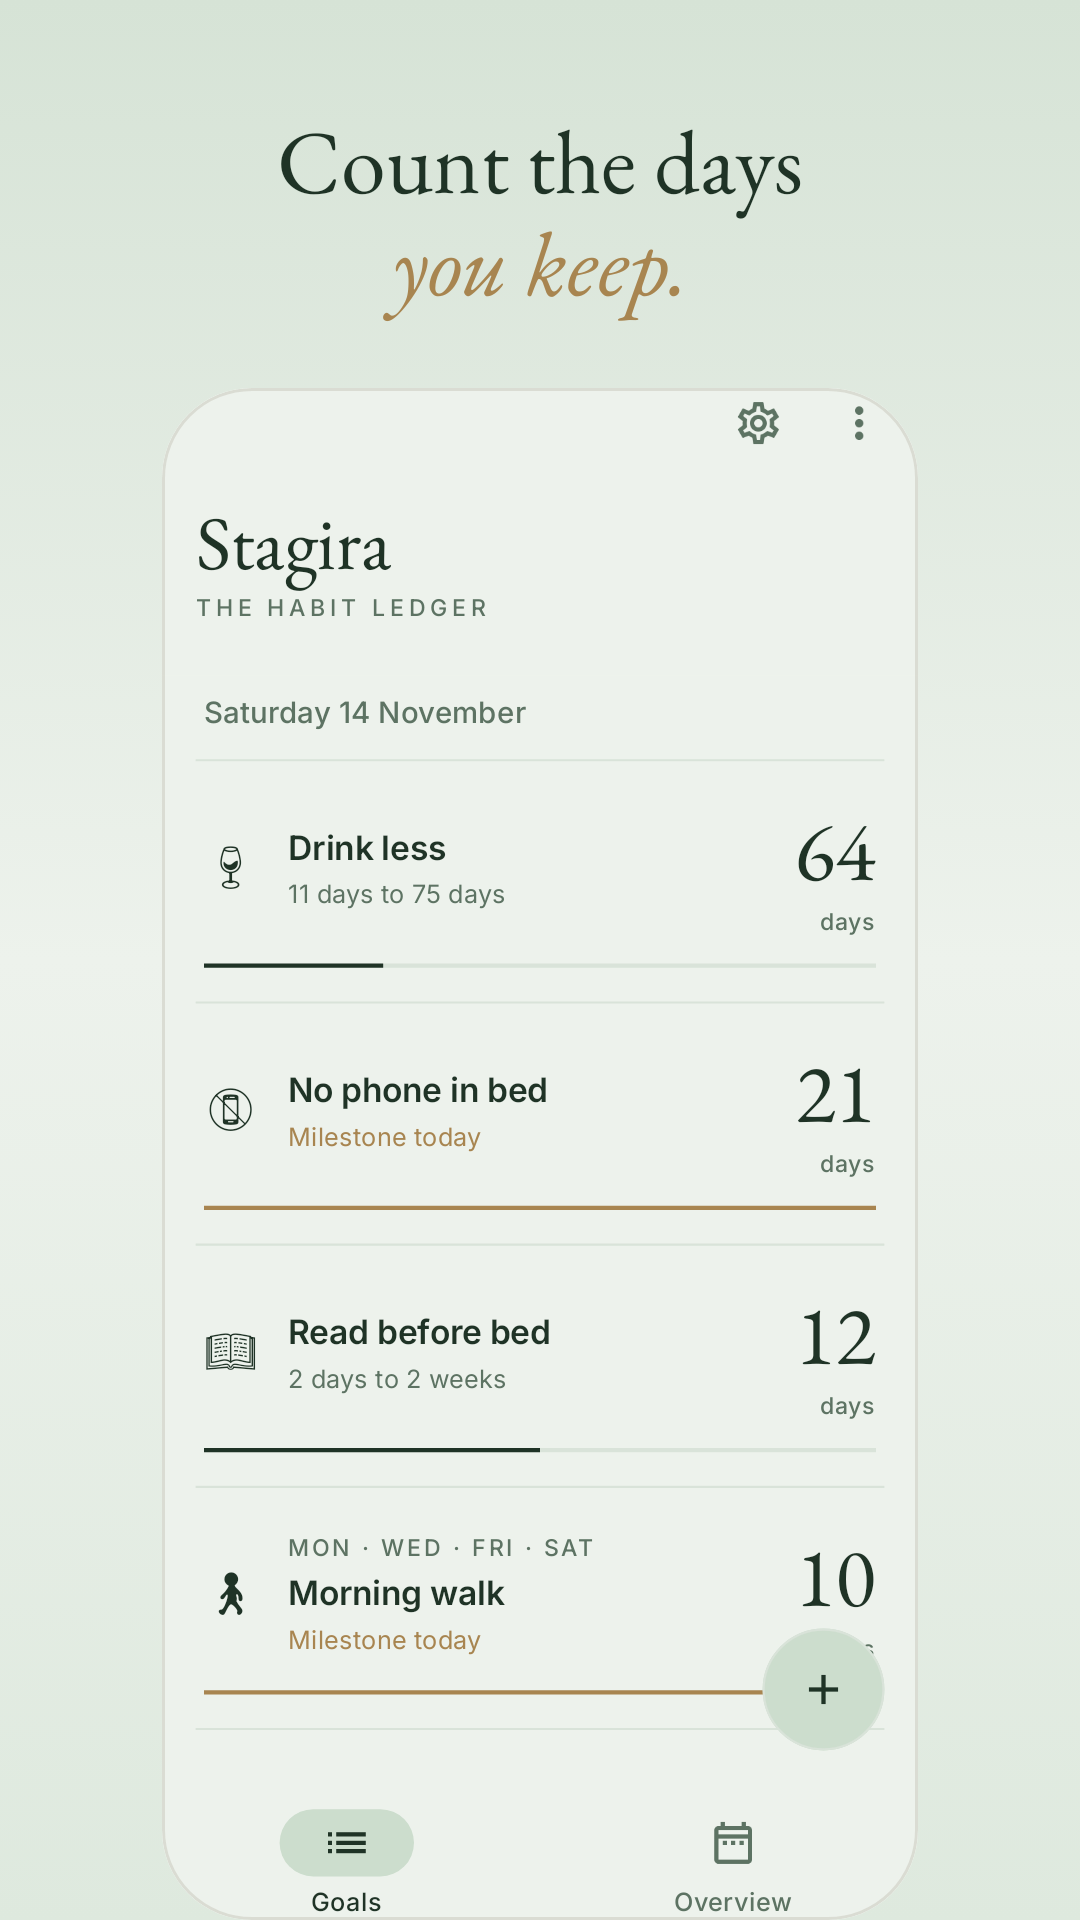 Count the days
you keep.
Stagira
THE HABIT LEDGER
Saturday 14 November
Drink less
11 days to 75 days
64
days
No phone in bed
Milestone today
21
days
Read before bed
2 days to 2 weeks
12
days
MON · WED · FRI · SAT
Morning walk
Milestone today
10
Goals
Overview